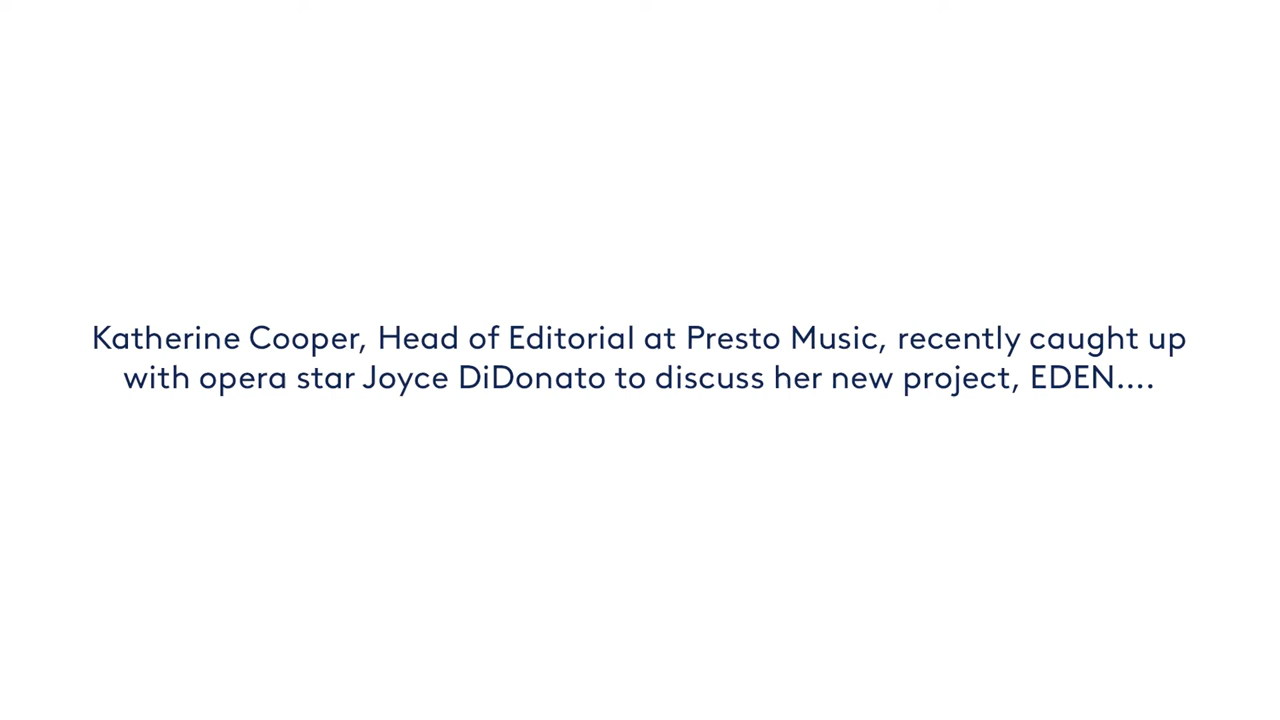 Katherine Cooper, Head of Editorial at Presto Music, recently caught up
with opera star Joyce DiDonato to discuss her new project, EDEN....